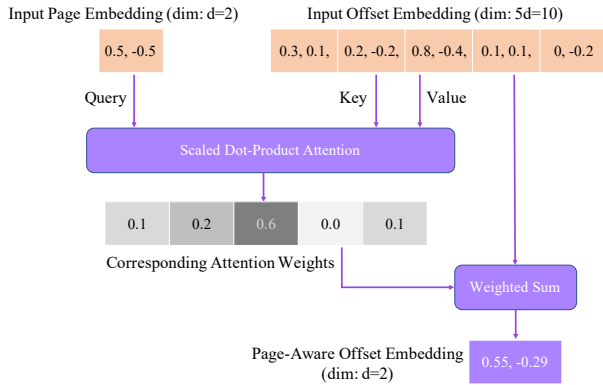 Input Page Embedding (dim: d=2)
Input Offset Embedding (dim: 5d=10)
0.5, -0.5
0.3, 0.1,
0.2, -0.2,
0.8, -0.4,
0.1, 0.1,
0, -0.2
Query
Key
Value
Scaled Dot-Product Attention
0.1
0.2
0.6
0.0
0.1
Corresponding Attention Weights
Weighted Sum
Page-Aware Offset Embedding
(dim: d=2)
0.55, -0.29